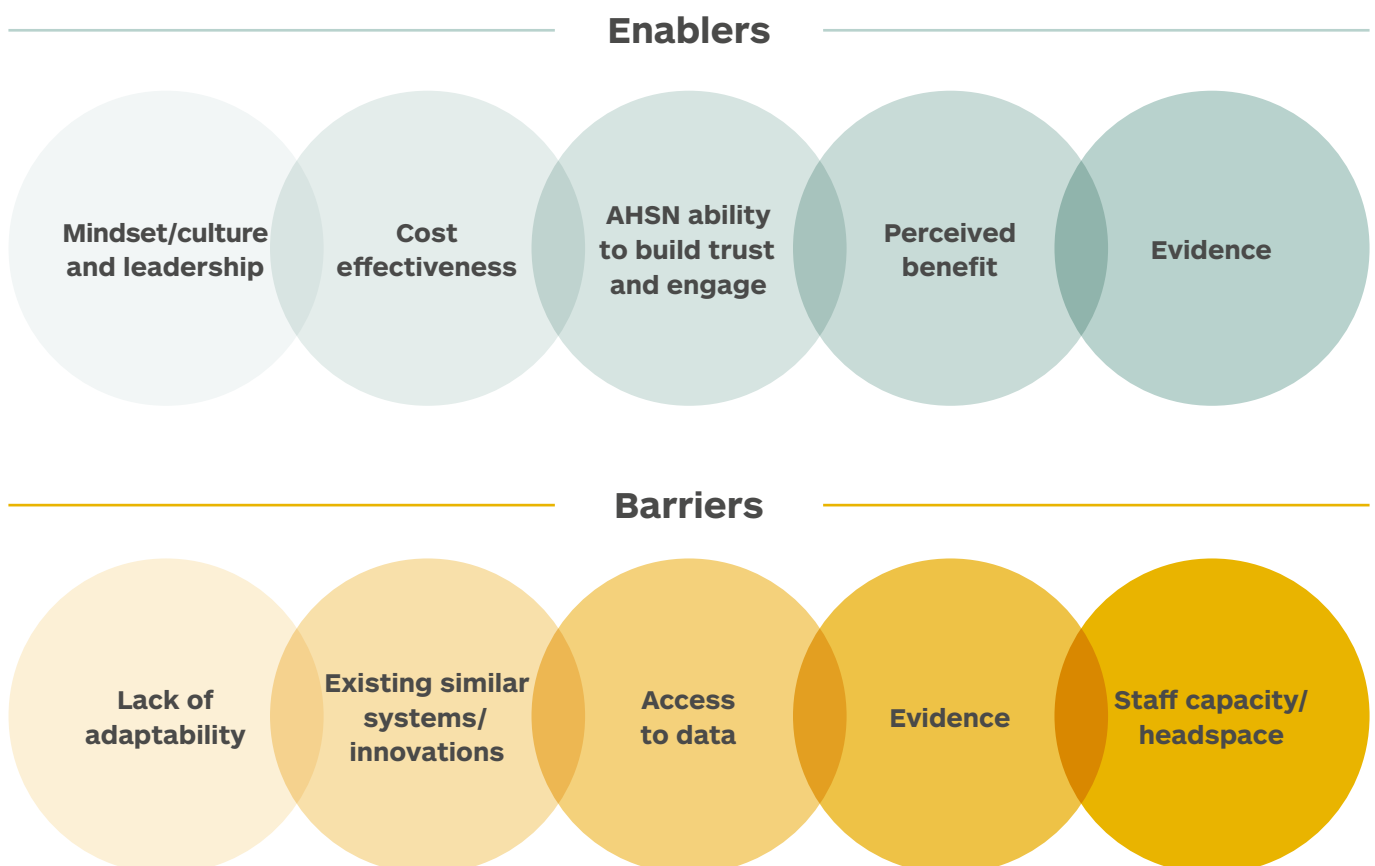 Enablers
Mindset/culture
and leadership
Cost
effectiveness
AHSN ability
to build trust
and engage
Perceived
benefit
Evidence
Barriers
Lack of
adaptability
Existing similar
systems/
innovations
Access
to data
Evidence
Staff capacity/
headspace